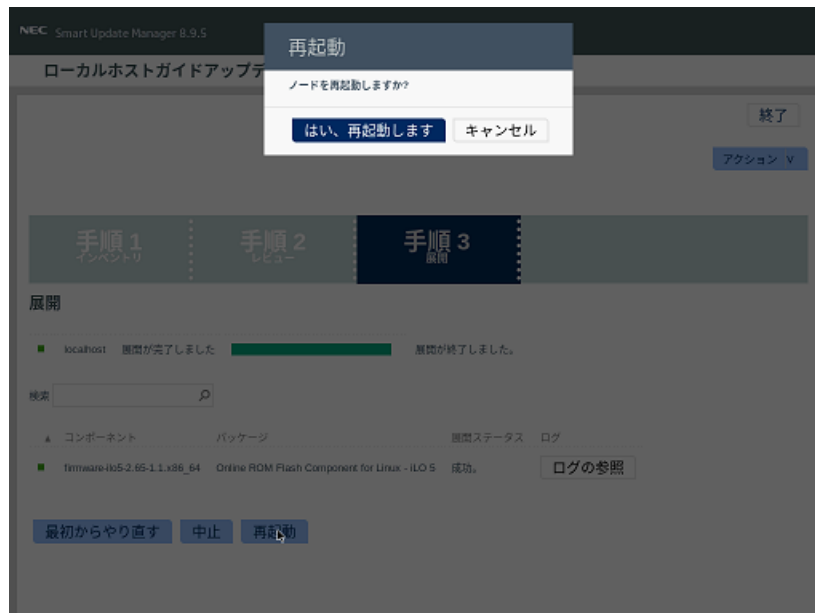 NEC Smart Update Manager 8.9.5
ローカルホストガイドアップデ
再起動
ノードを再起動しますか?
はい、再起動します
キャンセル
終了
アクション ∨
手順 1
インベントリ
手順 2
レビュー
手順 3
展開
展開
localhost 展開が完了しました 展開が終了しました。
検索
▲ コンポーネント パッケージ 展開ステータス ログ
firmware-ilo5-2.65-1.1.x86_64 Online ROM Flash Component for Linux - iLO 5 成功。 ログの参照
最初からやり直す 中止 再起動